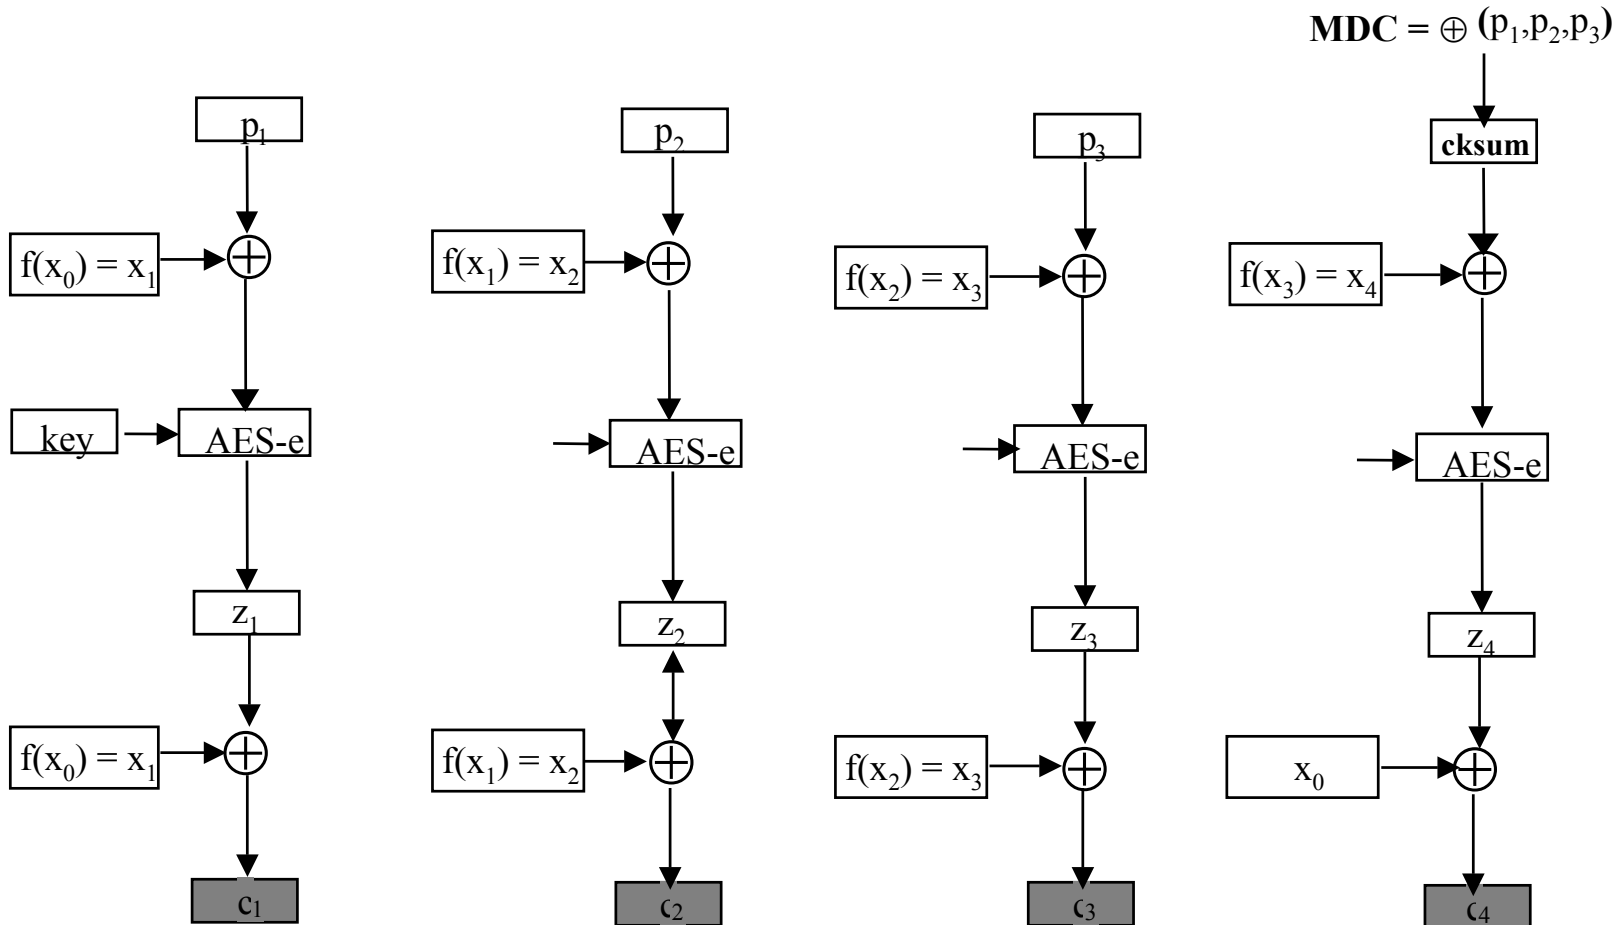 MDC = ⊕ (p₁,p₂,p₃)
p₁
p₂
p₃
cksum
f(x₀) = x₁
f(x₁) = x₂
f(x₂) = x₃
f(x₃) = x₄
key
AES-e
AES-e
AES-e
AES-e
z₁
z₂
z₃
z₄
f(x₀) = x₁
f(x₁) = x₂
f(x₂) = x₃
x₀
c₁
c₂
c₃
c₄